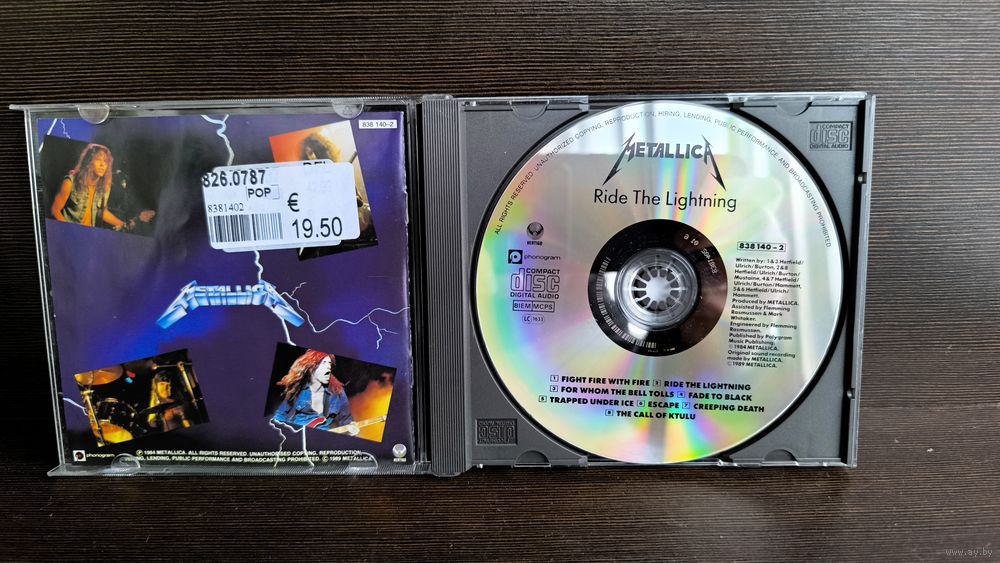 838 140-2
826.0787
POP
8381402
€
19.50
METALLICA
phonogram
℗ 1984 METALLICA. ALL RIGHTS RESERVED. UNAUTHORISED COPYING, REPRODUCTION,
HIRING, LENDING, PUBLIC PERFORMANCE AND BROADCASTING PROHIBITED. © 1989 METALLICA.
VERTIGO
ALL RIGHTS RESERVED. UNAUTHORIZED COPYING, REPRODUCTION, HIRING, LENDING, PUBLIC PERFORMANCE AND BROADCASTING PROHIBITED.
METALLICA
Ride The Lightning
VERTIGO
phonogram
COMPACT
disc
DIGITAL AUDIO
BIEM MCPS
LC 1633
838 140-2
Written by: 1 & 3 Hetfield/
Ulrich/Burton, 2 & 8
Hetfield/Ulrich/Burton/
Mustaine, 4 & 7 Hetfield/
Ulrich/Burton/Hammett,
5 & 6 Hetfield/Ulrich/
Hammett.
Produced by METALLICA.
Assisted by Flemming
Rasmussen & Mark
Whitaker.
Engineered by Flemming
Rasmussen.
Published by Polygram
Music Publishing.
℗ 1984 METALLICA.
Original sound recording
made by METALLICA.
© 1989 METALLICA.
1 FIGHT FIRE WITH FIRE 2 RIDE THE LIGHTNING
3 FOR WHOM THE BELL TOLLS 4 FADE TO BLACK
5 TRAPPED UNDER ICE 6 ESCAPE 7 CREEPING DEATH
8 THE CALL OF KTULU
COMPACT
disc
DIGITAL AUDIO
www.ay.by